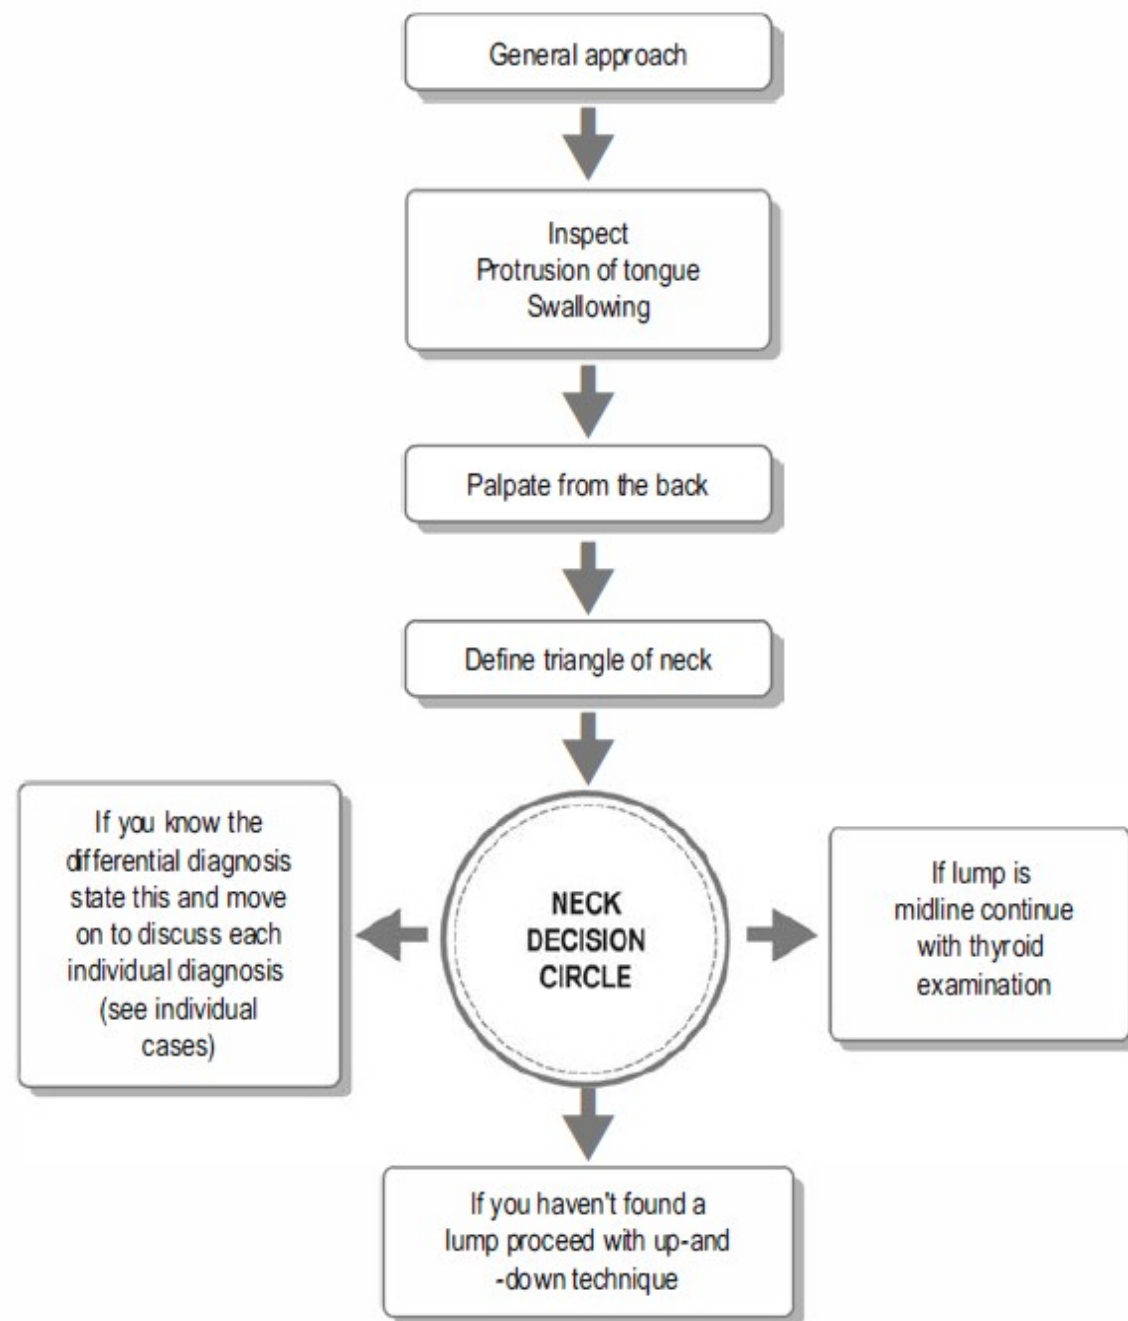 General approach
Inspect
Protrusion of tongue
Swallowing
Palpate from the back
Define triangle of neck
If you know the
differential diagnosis
state this and move
on to discuss each
individual diagnosis
(see individual
cases)
NECK
DECISION
CIRCLE
If lump is
midline continue
with thyroid
examination
If you haven't found a
lump proceed with up-and
-down technique